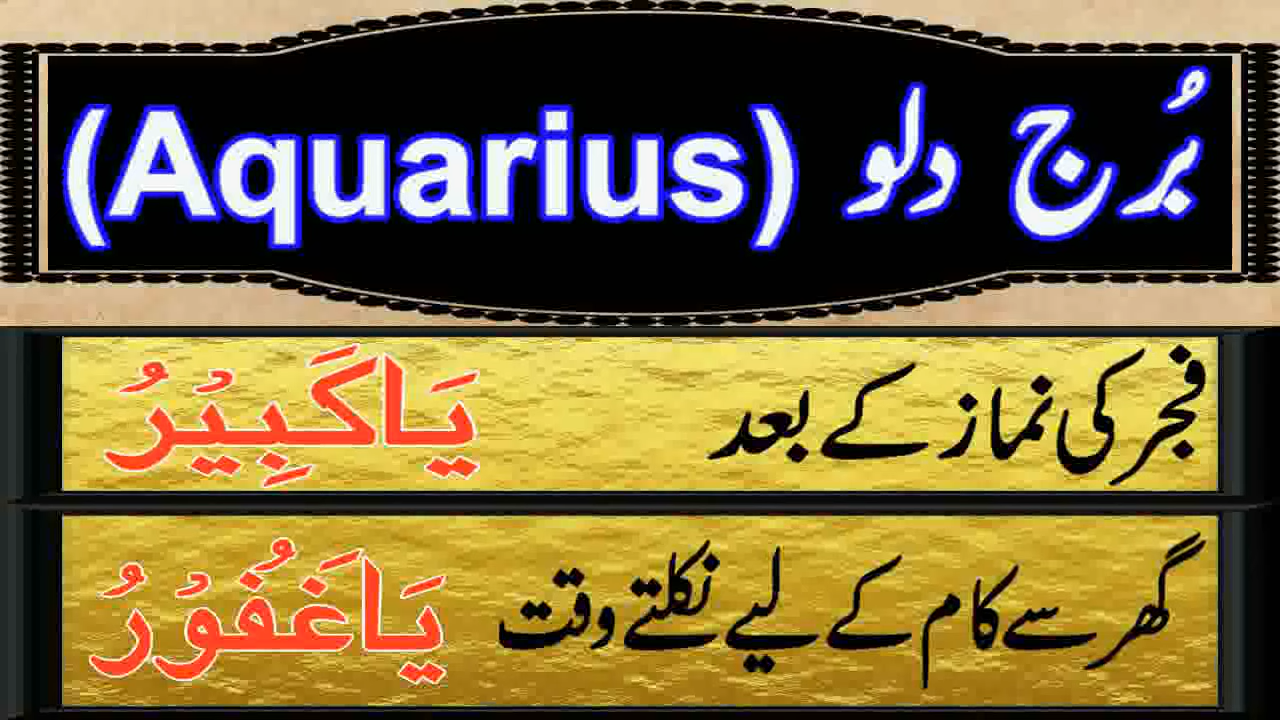 بُرج دلو (Aquarius)
فجر کی نماز کے بعد یَاکَبِیْرُ
گھر سے کام کے لیے نکلتے وقت یَاغَفُوْرُ